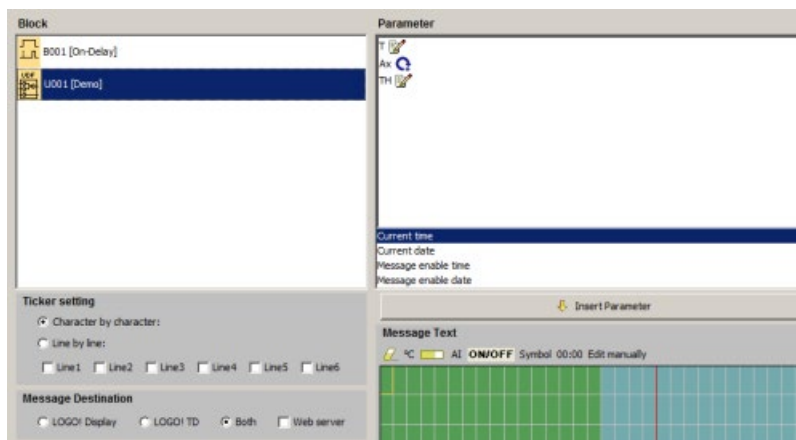 Block
B001 [On-Delay]
UDF
U001 [Demo]
Parameter
T
Ax
TH
Current time
Current date
Message enable time
Message enable date
Ticker setting
Character by character:
Line by line:
Line1 Line2 Line3 Line4 Line5 Line6
Message Destination
LOGO! Display LOGO! TD Both Web server
Insert Parameter
Message Text
°C AI ON/OFF Symbol 00:00 Edit manually